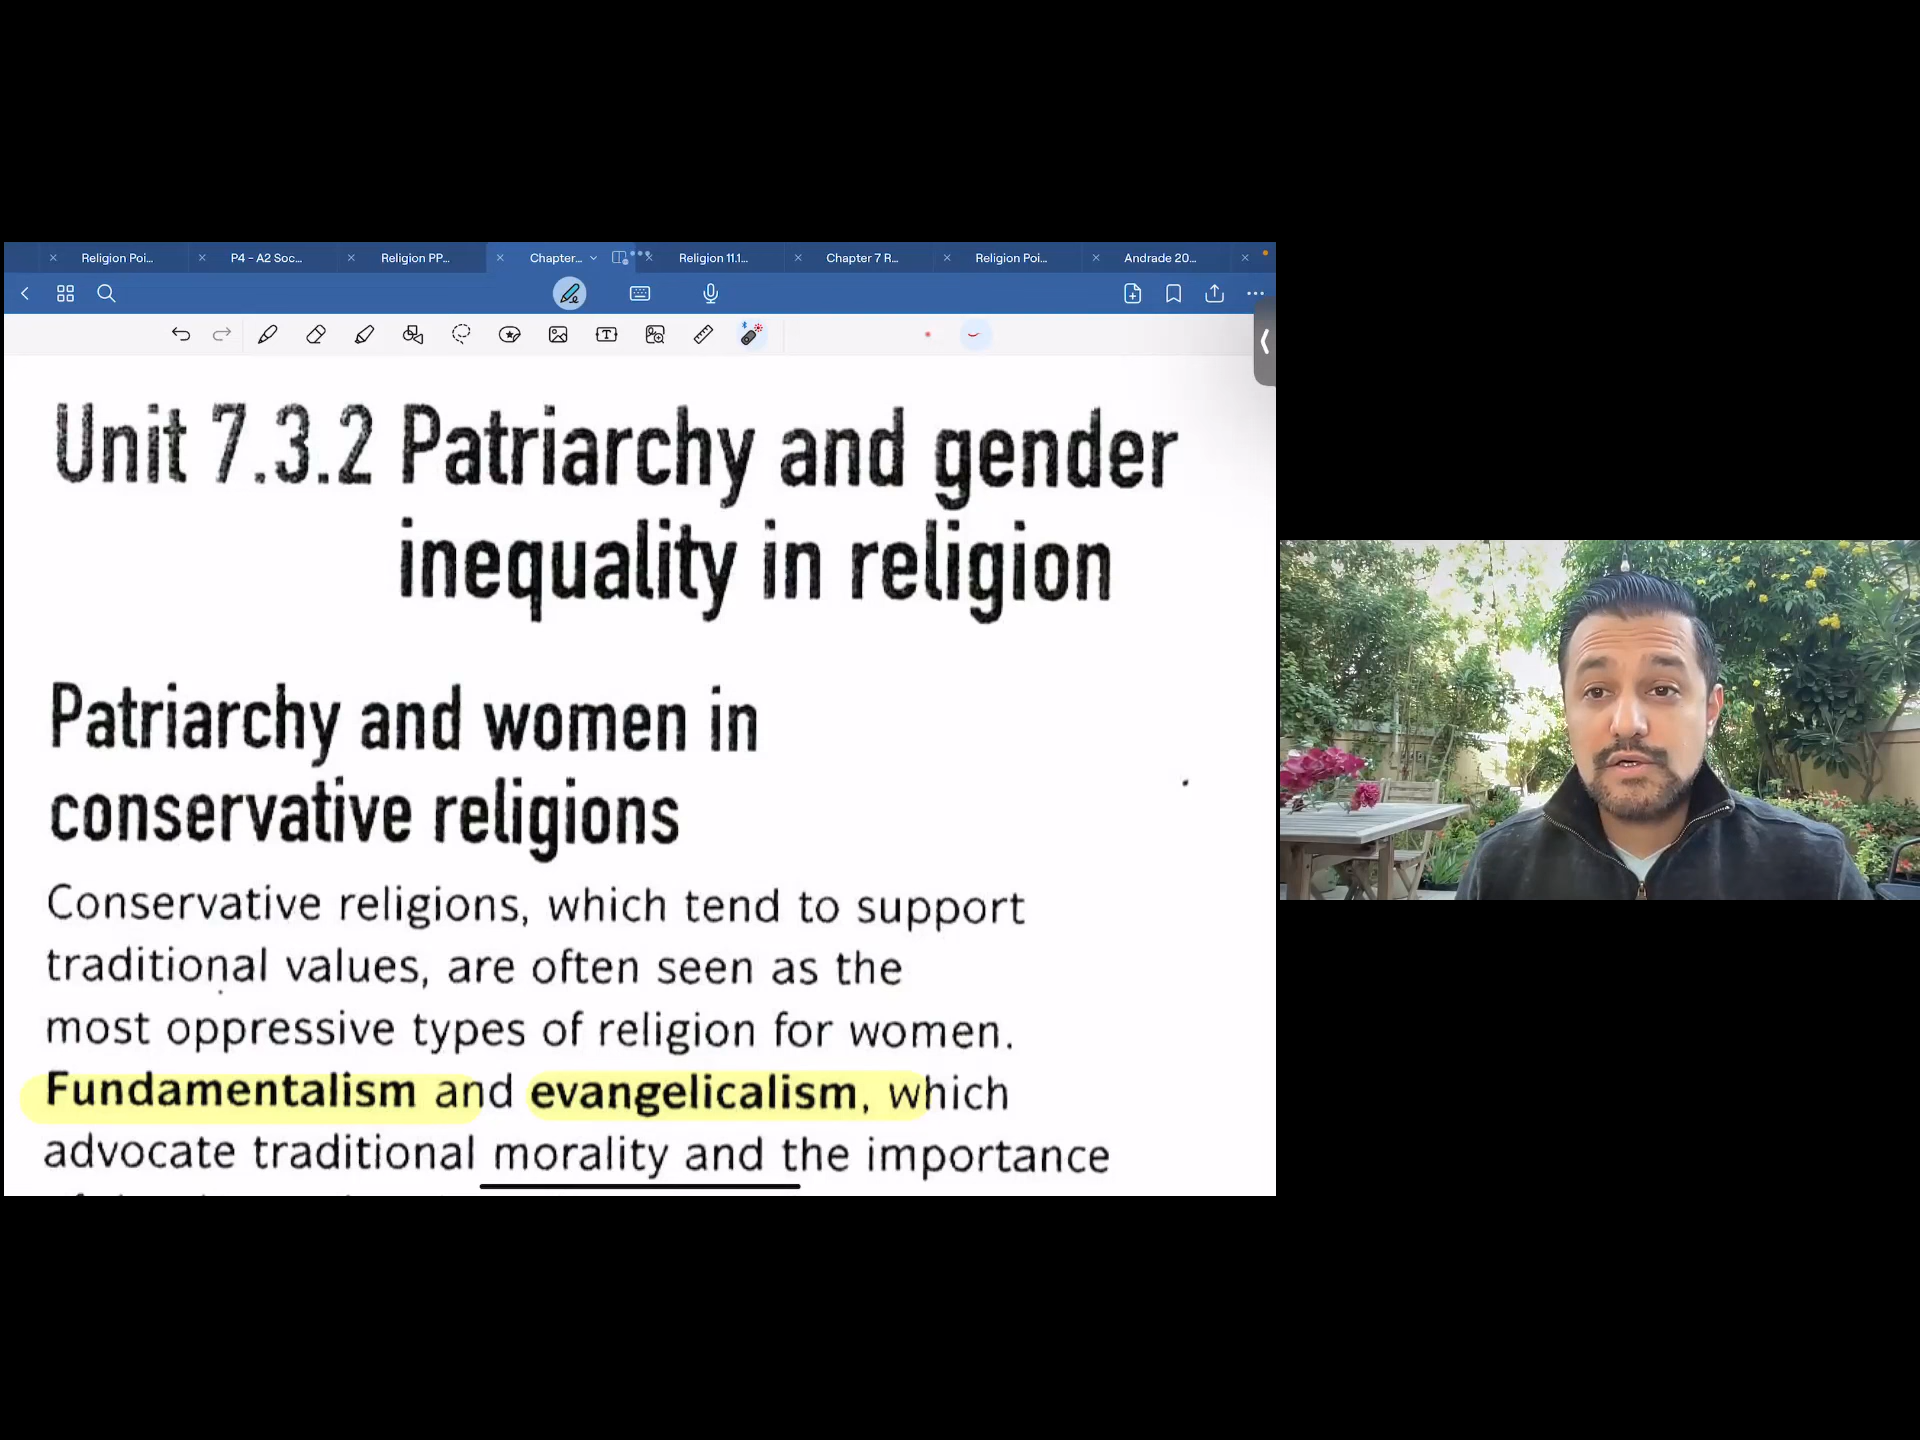 Religion Poi...
P4 - A2 Soc...
Religion PP...
Chapter...
Religion 11.1...
Chapter 7 R...
Religion Poi...
Andrade 20...
Unit 7.3.2 Patriarchy and gender
inequality in religion
Patriarchy and women in
conservative religions
Conservative religions, which tend to support
traditional values, are often seen as the
most oppressive types of religion for women.
Fundamentalism and evangelicalism, which
advocate traditional morality and the importance